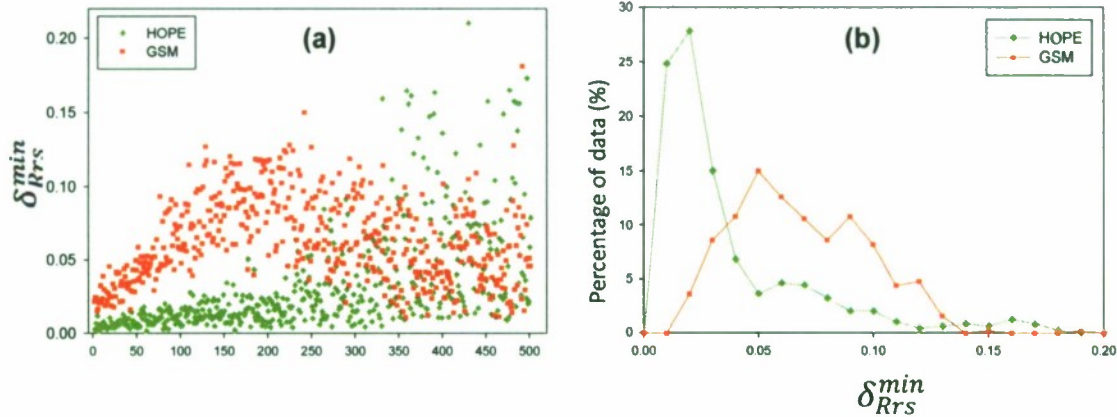 (a)
HOPE
GSM
δ_Rrs^min
0.20
0.15
0.10
0.05
0.00
0 50 100 150 200 250 300 350 400 450 500
(b)
HOPE
GSM
Percentage of data (%)
30
25
20
15
10
5
0
0.00 0.05 0.10 0.15 0.20
δ_Rrs^min